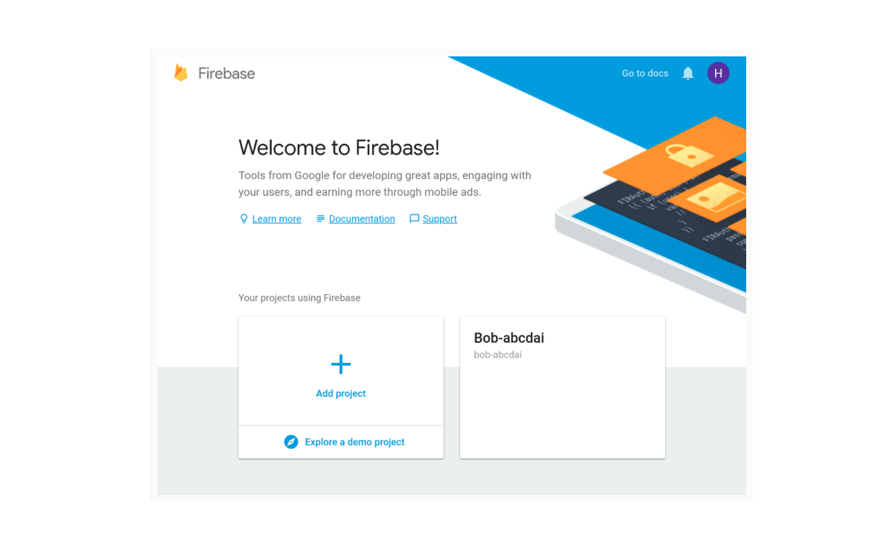 Firebase
Go to docs
H
Welcome to Firebase!
Tools from Google for developing great apps, engaging with
your users, and earning more through mobile ads.
Learn more
Documentation
Support
Your projects using Firebase
Add project
Explore a demo project
Bob-abcdai
bob-abcdai